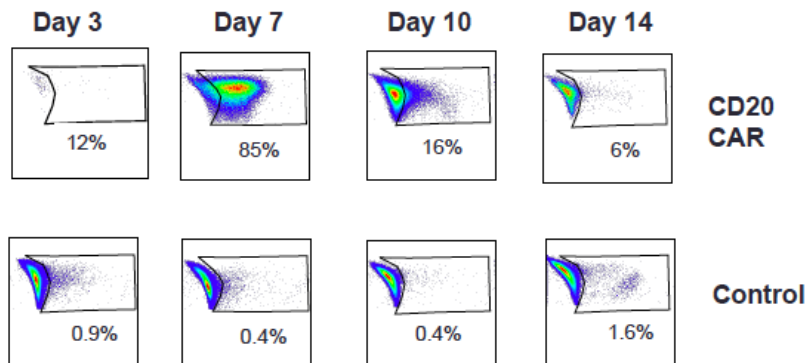 Day 3 Day 7 Day 10 Day 14
CD20
CAR
12% 85% 16% 6%
Control
0.9% 0.4% 0.4% 1.6%